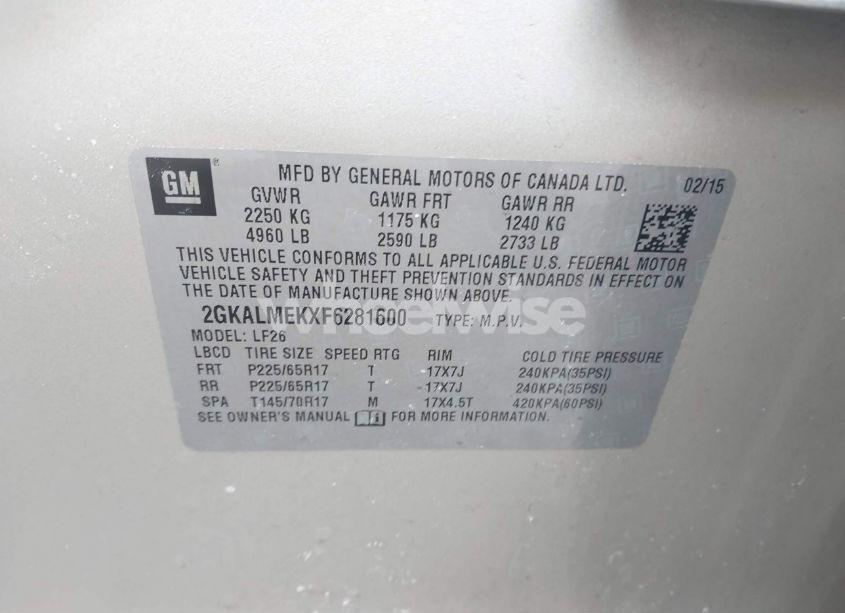 GM
MFD BY GENERAL MOTORS OF CANADA LTD. 02/15
GVWR GAWR FRT GAWR RR
2250 KG 1175 KG 1240 KG
4960 LB 2590 LB 2733 LB
THIS VEHICLE CONFORMS TO ALL APPLICABLE U.S. FEDERAL MOTOR
VEHICLE SAFETY AND THEFT PREVENTION STANDARDS IN EFFECT ON
THE DATE OF MANUFACTURE SHOWN ABOVE.
2GKALMEKXF6281600 TYPE: M.P.V.
wheelwise
MODEL: LF26
LBCD TIRE SIZE SPEED RTG RIM COLD TIRE PRESSURE
FRT P225/65R17 T 17X7J 240KPA(35PSI)
RR P225/65R17 T 17X7J 240KPA(35PSI)
SPA T145/70R17 M 17X4.5T 420KPA(60PSI)
SEE OWNER'S MANUAL FOR MORE INFORMATION.